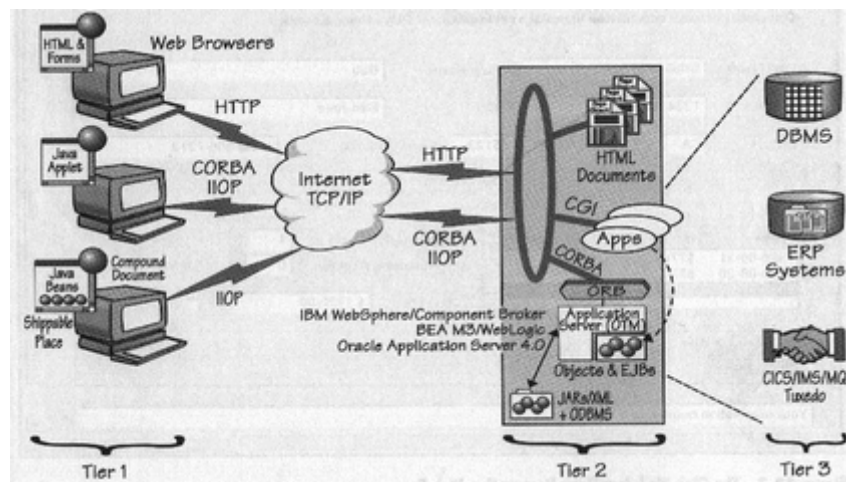 HTML &
Forms
Web Browsers
HTTP
Java
Applet
CORBA
IIOP
Internet
TCP/IP
HTTP
CORBA
IIOP
Java
Beans
Compound
Document
Shippable
Place
IIOP
HTML
Documents
CGI
Apps
CORBA
ORB
IBM WebSphere/Component Broker
BEA M3/WebLogic
Oracle Application Server 4.0
Application
Server (OTM)
Objects & EJBs
JARs/XML
+ ODBMS
DBMS
ERP
Systems
CICS/IMS/MQ
Tuxedo
Tier 1
Tier 2
Tier 3